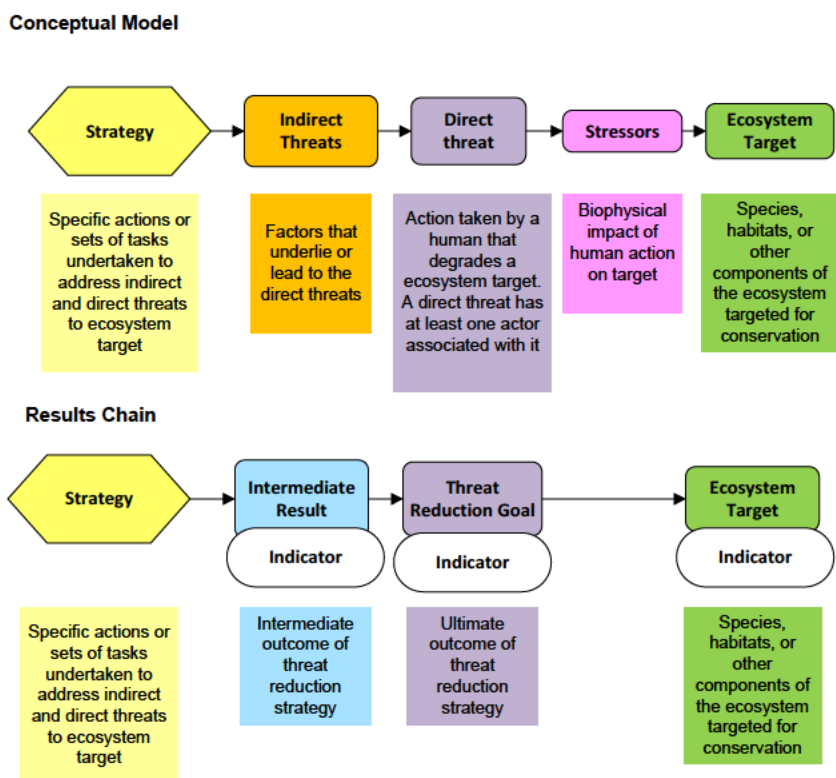 Conceptual Model
Strategy
Indirect
Threats
Direct
threat
Stressors
Ecosystem
Target
Specific actions or
sets of tasks
undertaken to
address indirect
and direct threats
to ecosystem
target
Factors that
underlie or
lead to the
direct threats
Action taken by a
human that
degrades a
ecosystem target.
A direct threat has
at least one actor
associated with it
Biophysical
impact of
human action
on target
Species,
habitats, or
other
components of
the ecosystem
targeted for
conservation
Results Chain
Strategy
Intermediate
Result
Indicator
Threat
Reduction Goal
Indicator
Ecosystem
Target
Indicator
Specific actions or
sets of tasks
undertaken to
address indirect
and direct threats
to ecosystem
target
Intermediate
outcome of
threat
reduction
strategy
Ultimate
outcome of
threat
reduction
strategy
Species,
habitats, or
other
components of
the ecosystem
targeted for
conservation